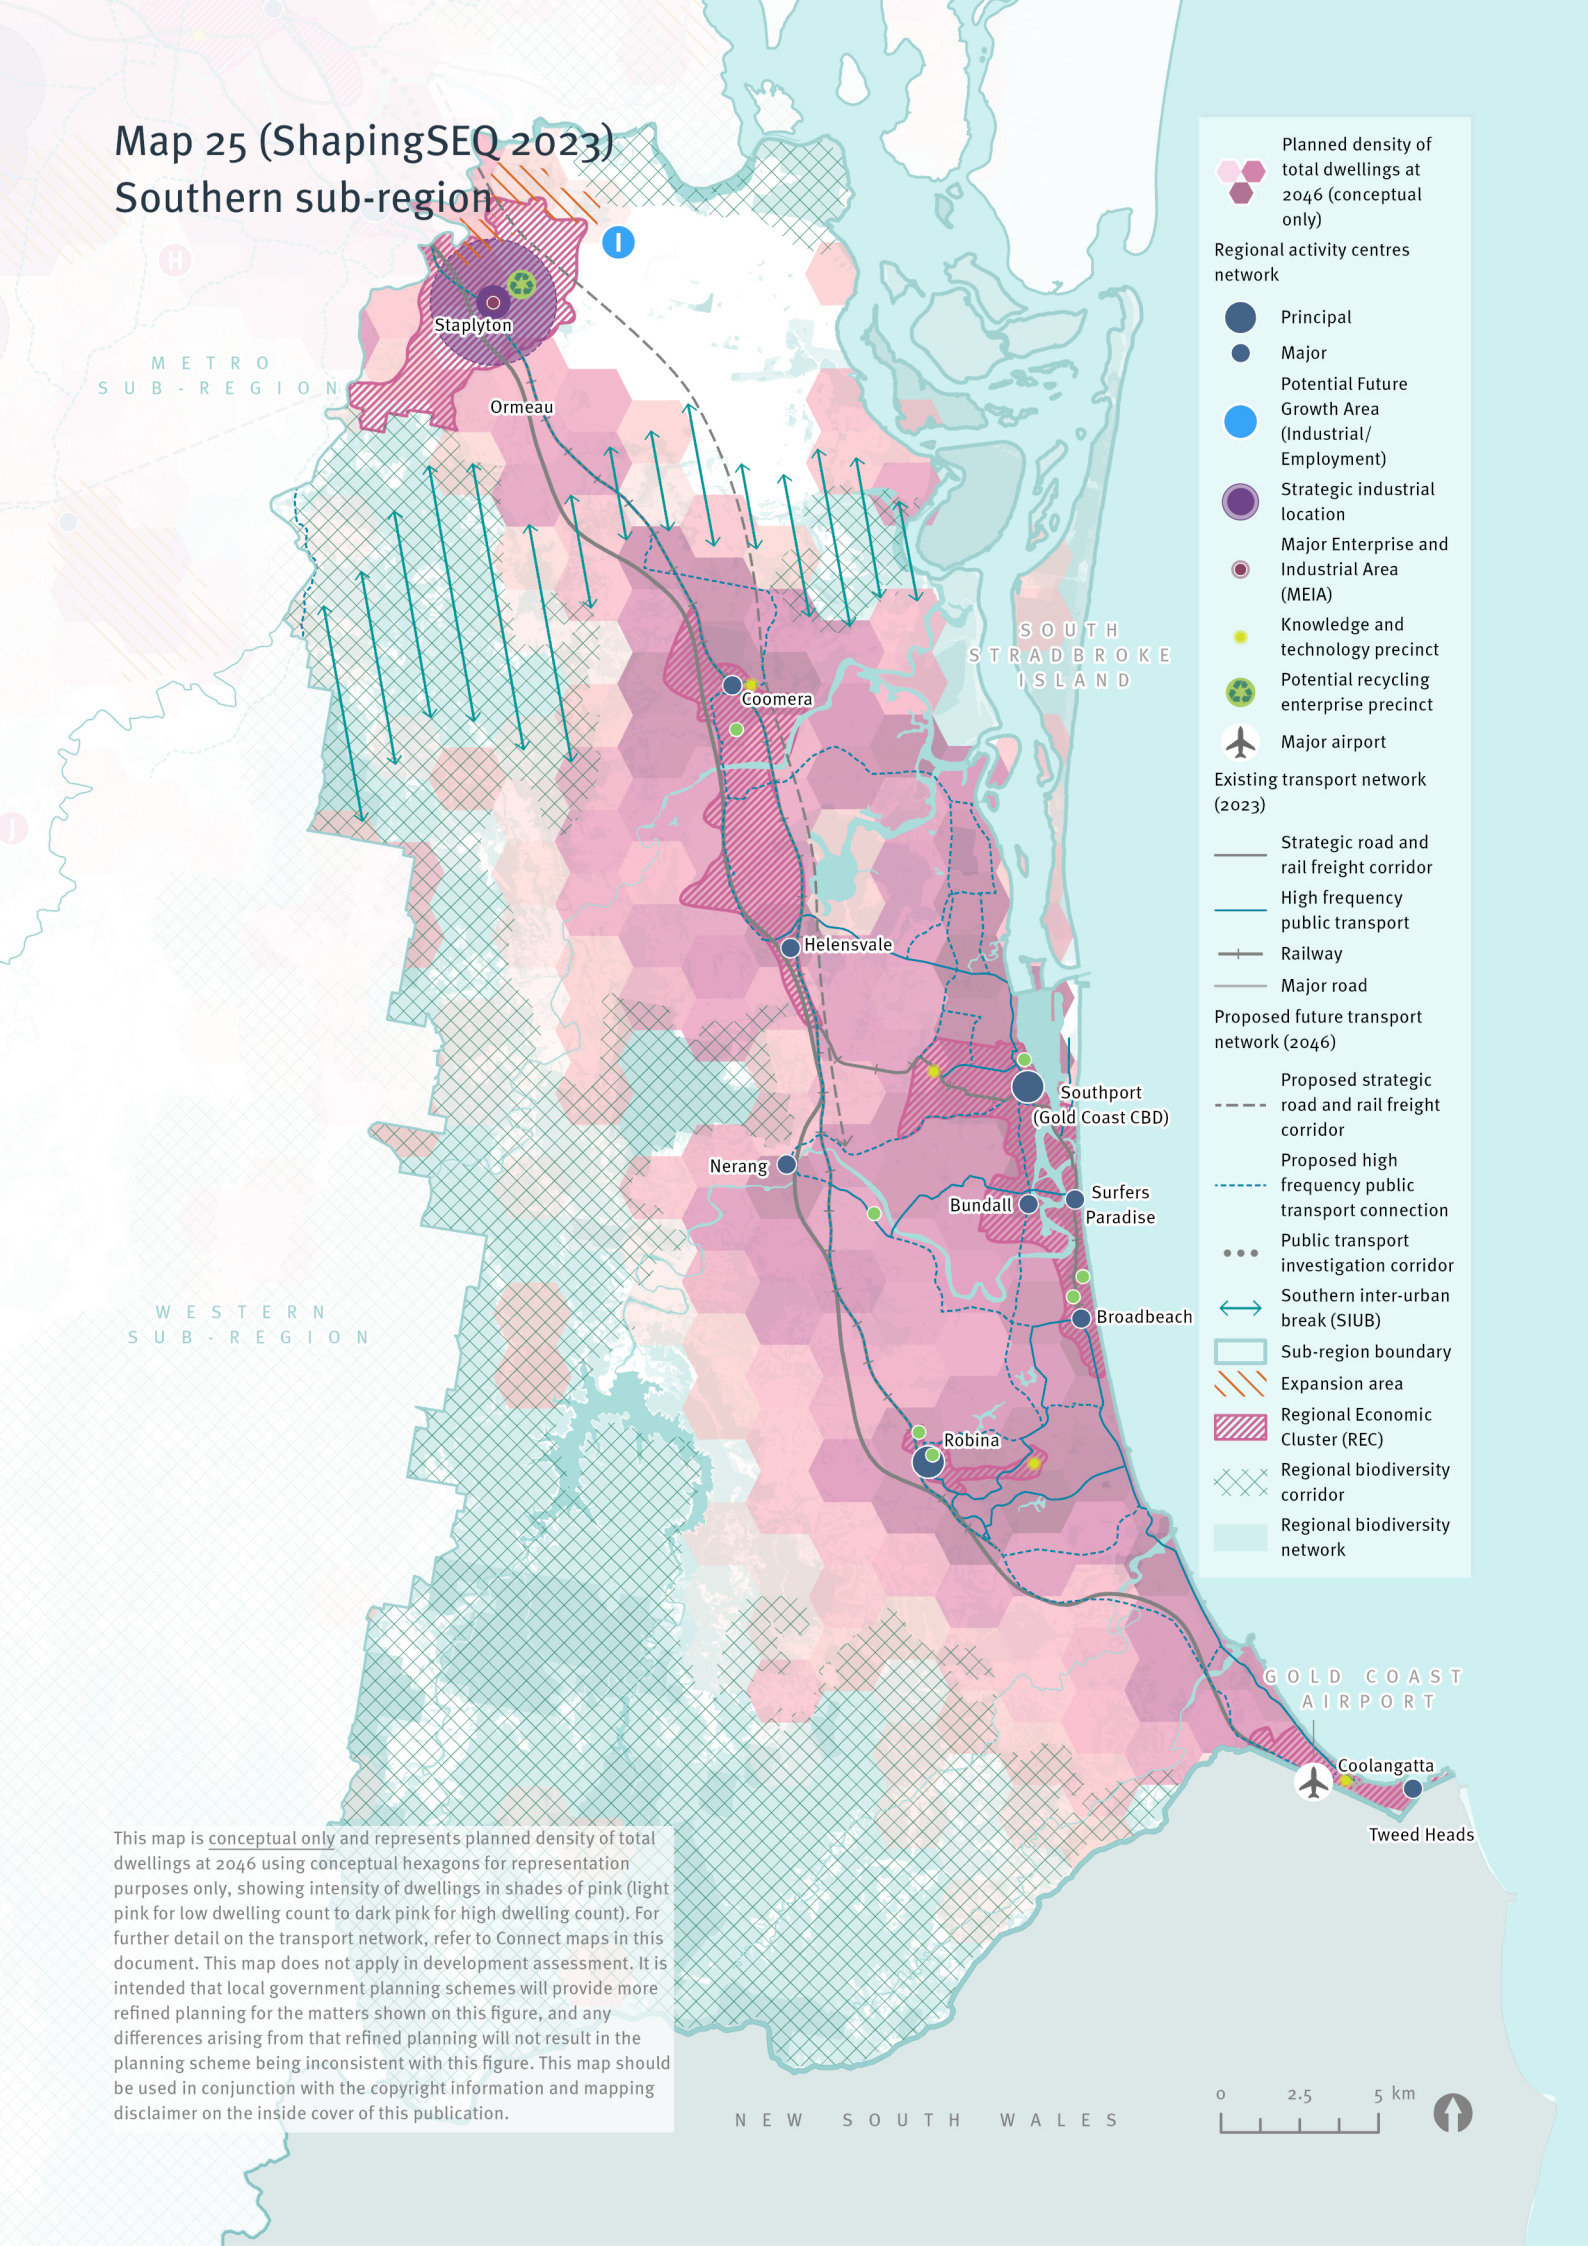 Map 25 (ShapingSEQ 2023)
Southern sub-region
H
I
J
METRO
SUB-REGION
Staplyton
Ormeau
SOUTH
STRADBROKE
ISLAND
Coomera
Helensvale
Southport
(Gold Coast CBD)
Nerang
Bundall
Surfers
Paradise
Broadbeach
WESTERN
SUB-REGION
Robina
GOLD COAST
AIRPORT
Coolangatta
Tweed Heads
NEW SOUTH WALES
Planned density of
total dwellings at
2046 (conceptual
only)
Regional activity centres
network
Principal
Major
Potential Future
Growth Area
(Industrial/
Employment)
Strategic industrial
location
Major Enterprise and
Industrial Area
(MEIA)
Knowledge and
technology precinct
Potential recycling
enterprise precinct
Major airport
Existing transport network
(2023)
Strategic road and
rail freight corridor
High frequency
public transport
Railway
Major road
Proposed future transport
network (2046)
Proposed strategic
road and rail freight
corridor
Proposed high
frequency public
transport connection
Public transport
investigation corridor
Southern inter-urban
break (SIUB)
Sub-region boundary
Expansion area
Regional Economic
Cluster (REC)
Regional biodiversity
corridor
Regional biodiversity
network
This map is conceptual only and represents planned density of total
dwellings at 2046 using conceptual hexagons for representation
purposes only, showing intensity of dwellings in shades of pink (light
pink for low dwelling count to dark pink for high dwelling count). For
further detail on the transport network, refer to Connect maps in this
document. This map does not apply in development assessment. It is
intended that local government planning schemes will provide more
refined planning for the matters shown on this figure, and any
differences arising from that refined planning will not result in the
planning scheme being inconsistent with this figure. This map should
be used in conjunction with the copyright information and mapping
disclaimer on the inside cover of this publication.
0 2.5 5 km